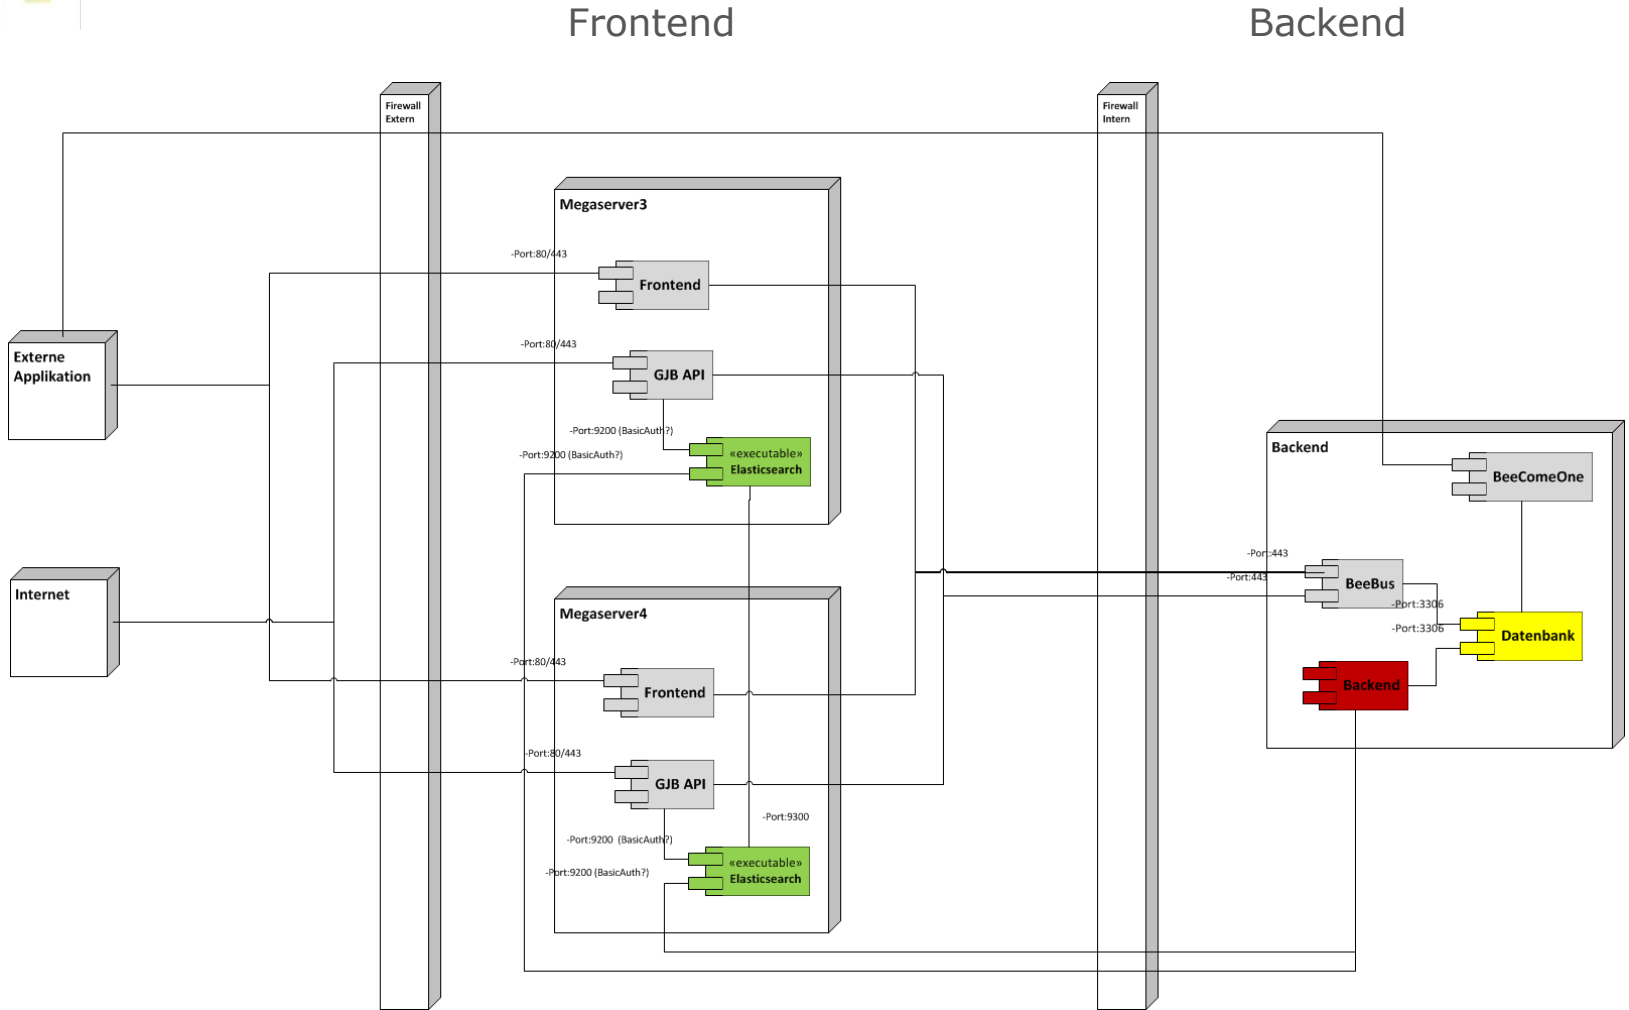 Frontend
Backend
Firewall
Extern
Firewall
Intern
Megaserver3
-Port:80/443
Frontend
-Port:80/443
GJB API
-Port:9200 (BasicAuth?)
-Port:9200 (BasicAuth?)
«executable»
Elasticsearch
Externe
Applikation
Internet
Megaserver4
-Port:80/443
Frontend
-Port:80/443
GJB API
-Port:9300
-Port:9200 (BasicAuth?)
-Port:9200 (BasicAuth?)
«executable»
Elasticsearch
Backend
BeeComeOne
-Port:443
-Port:443
BeeBus
-Port:3306
-Port:3306
Datenbank
Backend